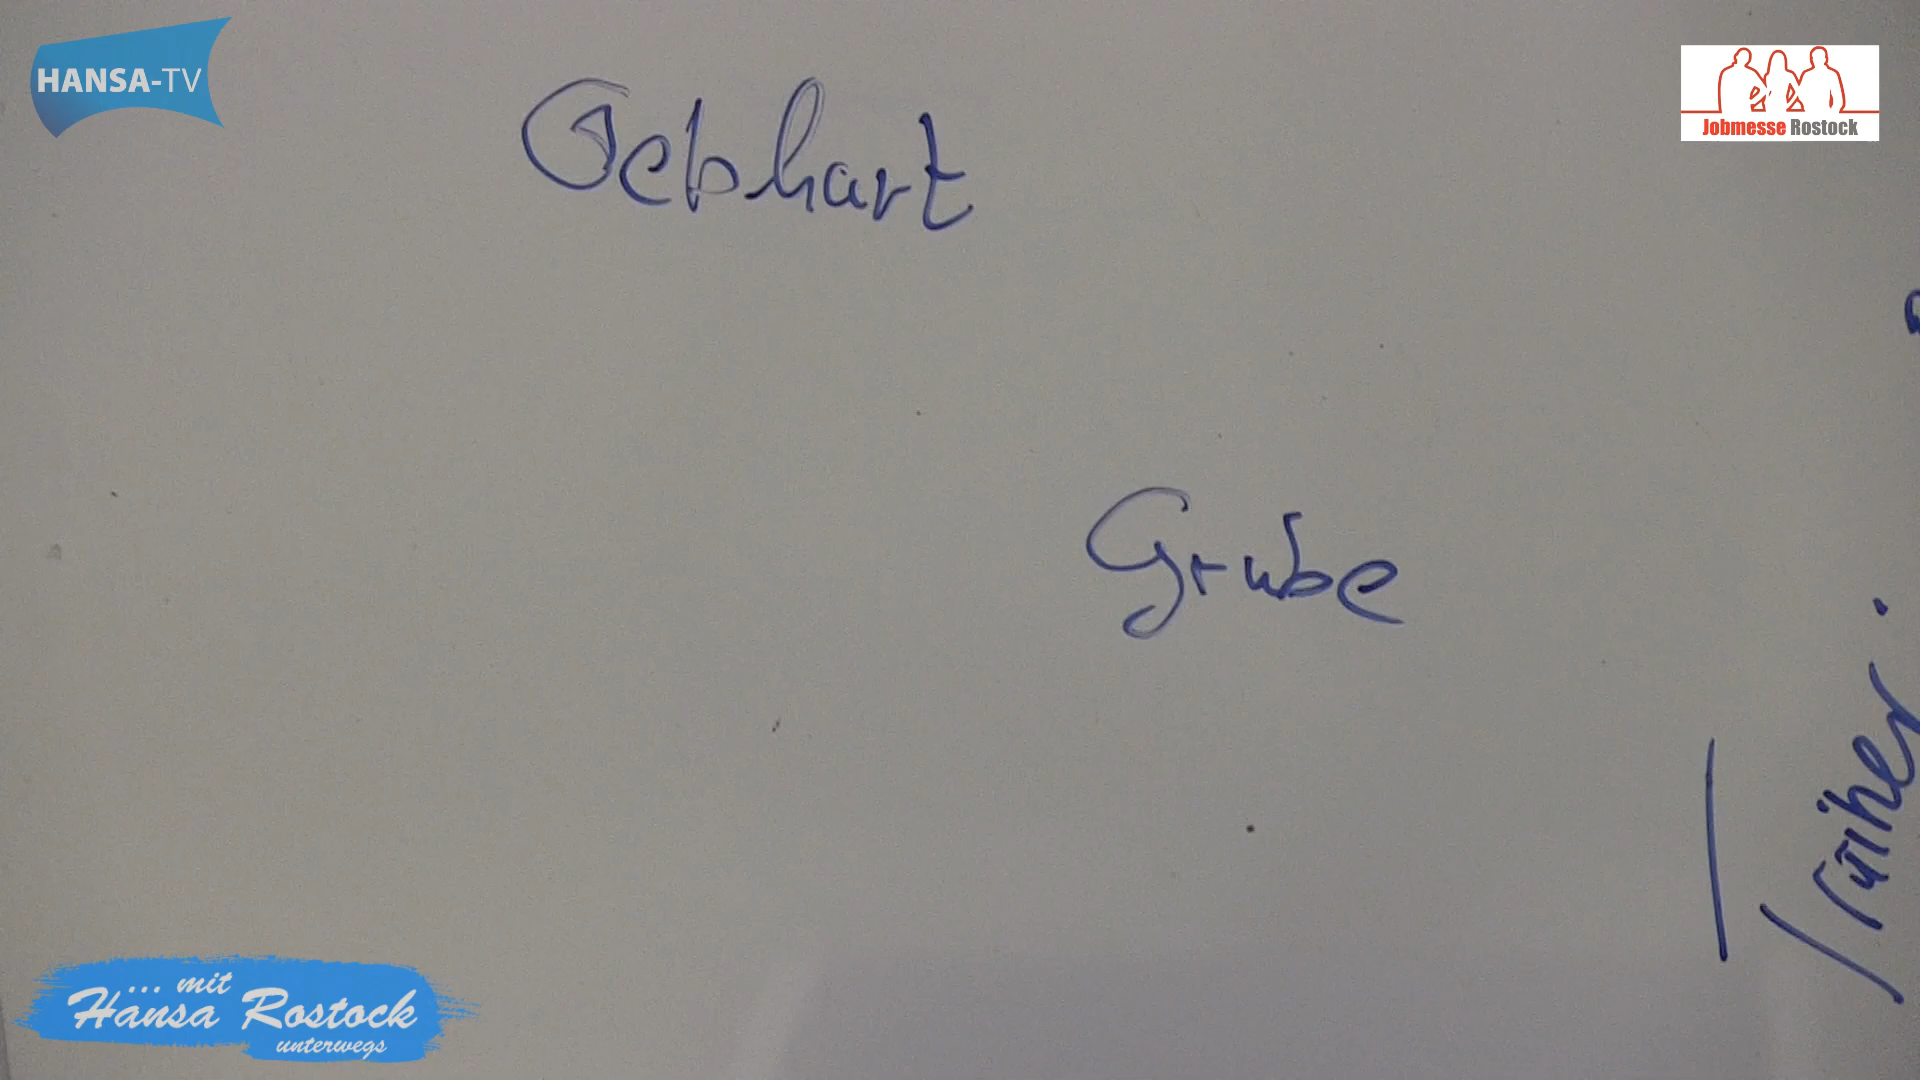 HANSA-TV
Jobmesse Rostock
Gebhart
Grube
... mit
Hansa Rostock
unterwegs